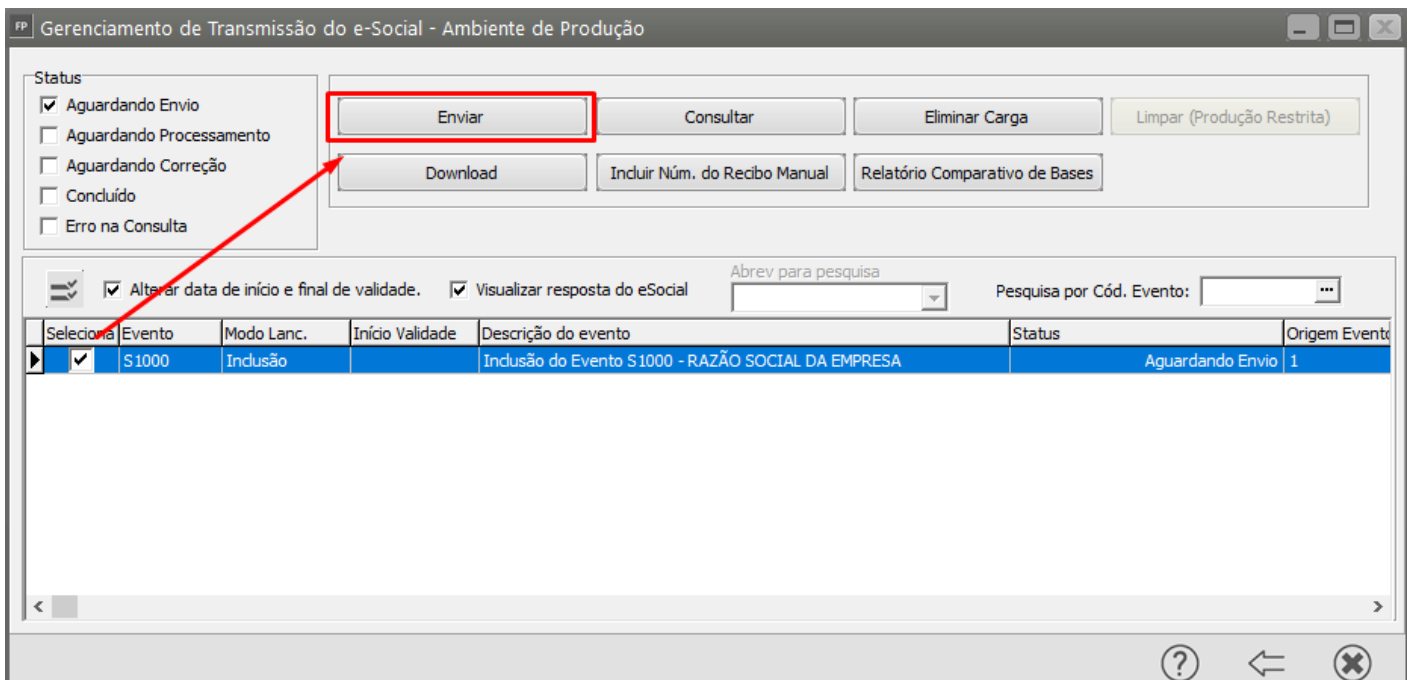 FP Gerenciamento de Transmissão do e-Social - Ambiente de Produção
Status
Aguardando Envio
Aguardando Processamento
Aguardando Correção
Concluído
Erro na Consulta
Enviar
Consultar
Eliminar Carga
Limpar (Produção Restrita)
Download
Incluir Núm. do Recibo Manual
Relatório Comparativo de Bases
Alterar data de início e final de validade.
Visualizar resposta do eSocial
Abrev para pesquisa
Pesquisa por Cód. Evento:
...
Seleciona Evento Modo Lanc. Início Validade Descrição do evento Status Origem Evento
S1000 Inclusão Inclusão do Evento S1000 - RAZÃO SOCIAL DA EMPRESA Aguardando Envio 1
?